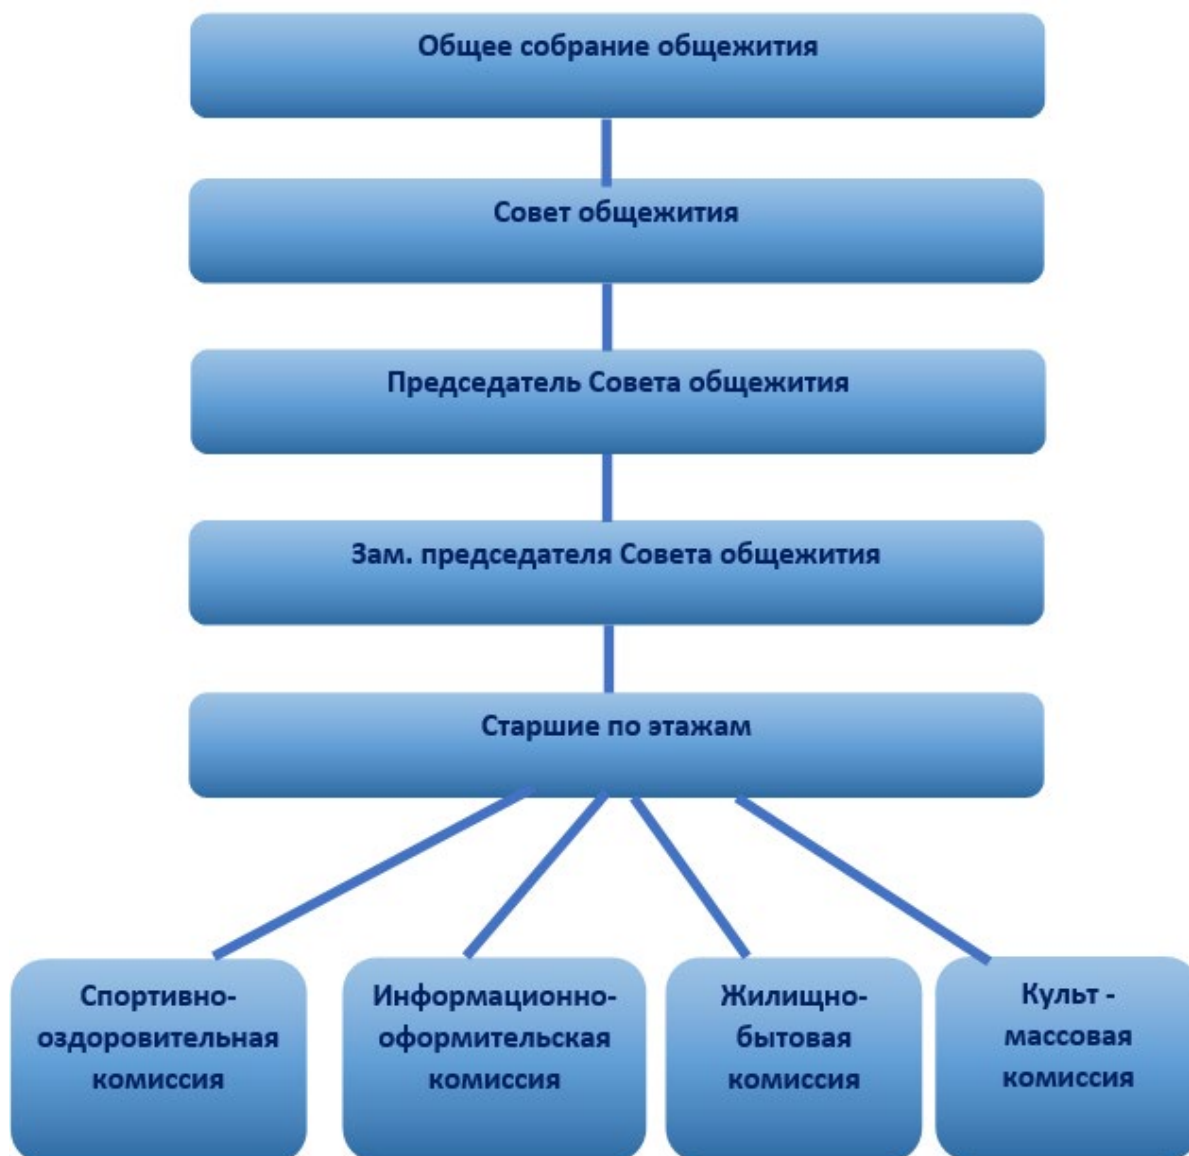 Общее собрание общежития
Совет общежития
Председатель Совета общежития
Зам. председателя Совета общежития
Старшие по этажам
Спортивно-
оздоровительная
комиссия
Информационно-
оформительская
комиссия
Жилищно-
бытовая
комиссия
Культ -
массовая
комиссия